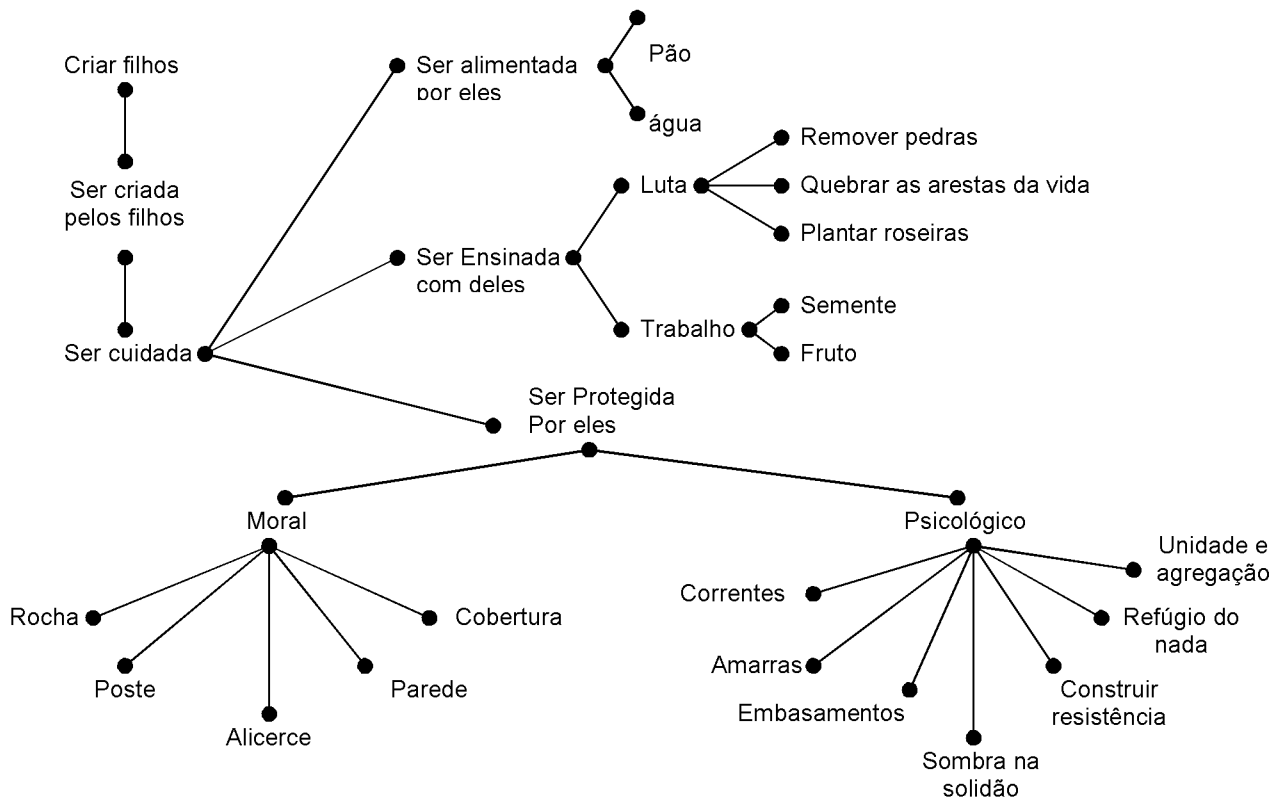 Criar filhos
Ser criada
pelos filhos
Ser cuidada
Ser alimentada
por eles
Pão
água
Ser Ensinada
com deles
Luta
Remover pedras
Quebrar as arestas da vida
Plantar roseiras
Trabalho
Semente
Fruto
Ser Protegida
Por eles
Moral
Rocha
Poste
Alicerce
Parede
Cobertura
Psicológico
Correntes
Amarras
Embasamentos
Sombra na
solidão
Construir
resistência
Refúgio do
nada
Unidade e
agregação